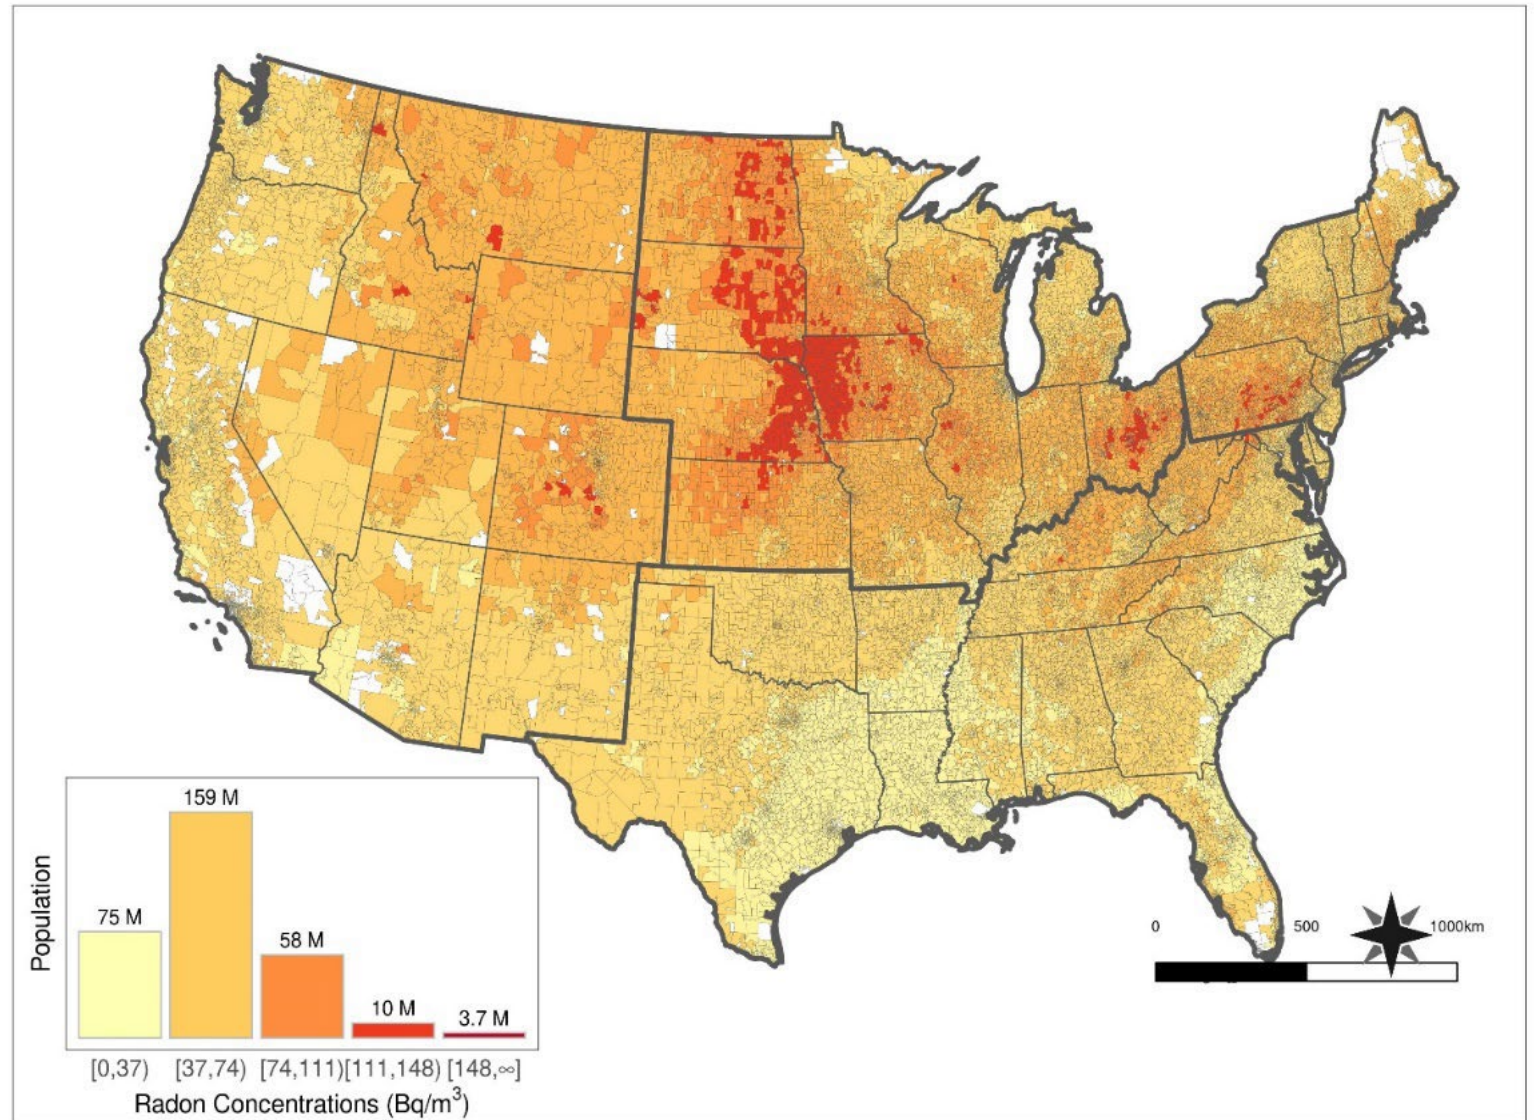 159 M
75 M
58 M
10 M
3.7 M
Population
[0,37) [37,74) [74,111) [111,148) [148,∞]
Radon Concentrations (Bq/m³)
0 500 1000km